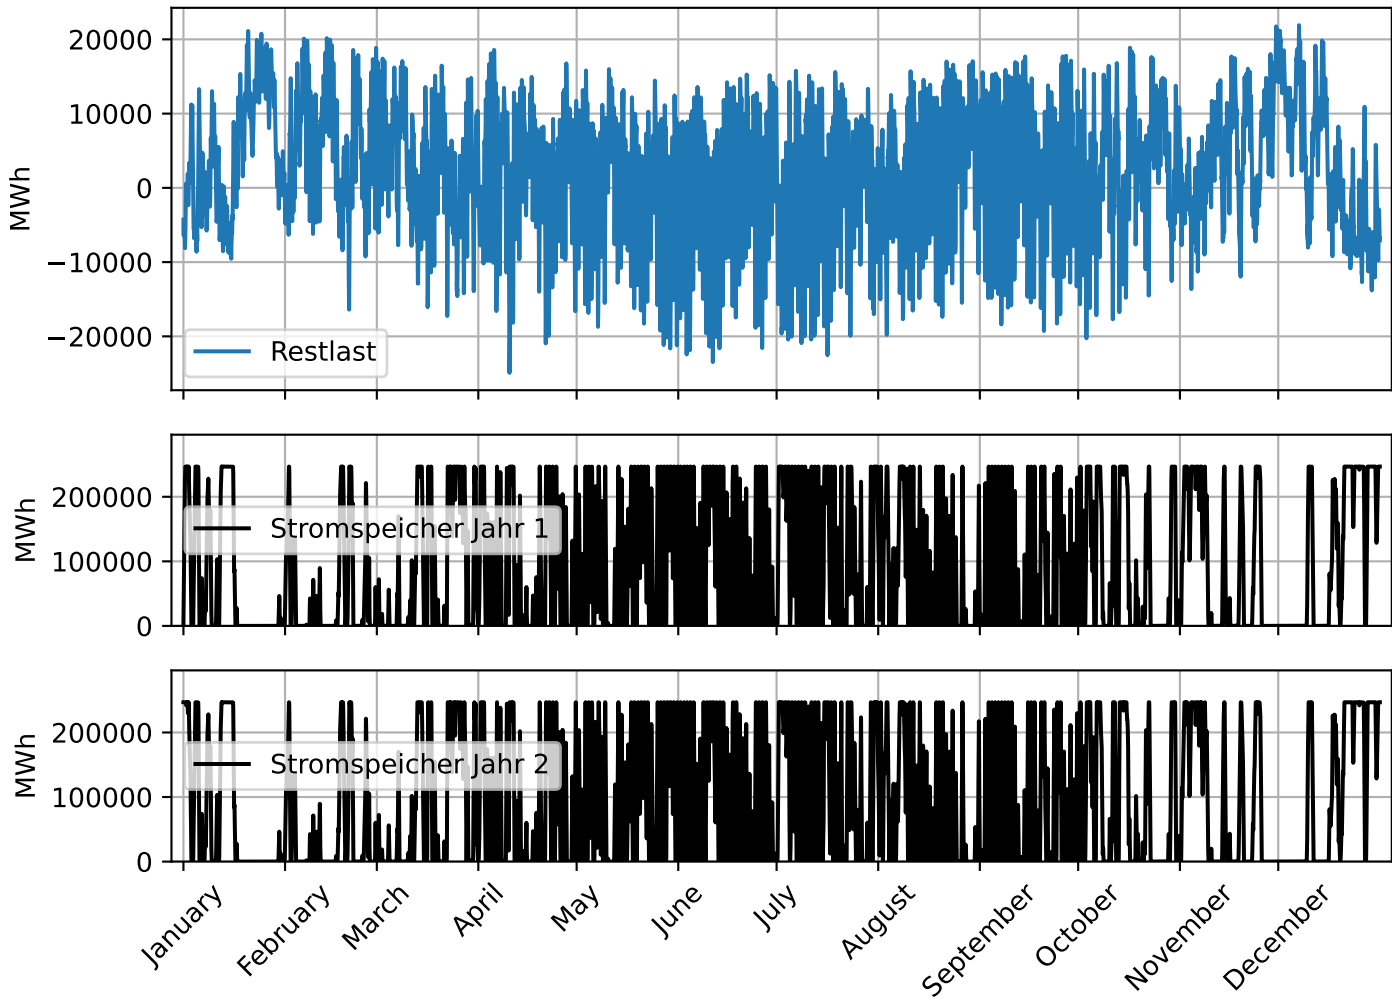 20000
10000
0
−10000
−20000
MWh
Restlast
200000
100000
0
MWh
Stromspeicher Jahr 1
200000
100000
0
MWh
Stromspeicher Jahr 2
January
February
March
April
May
June
July
August
September
October
November
December